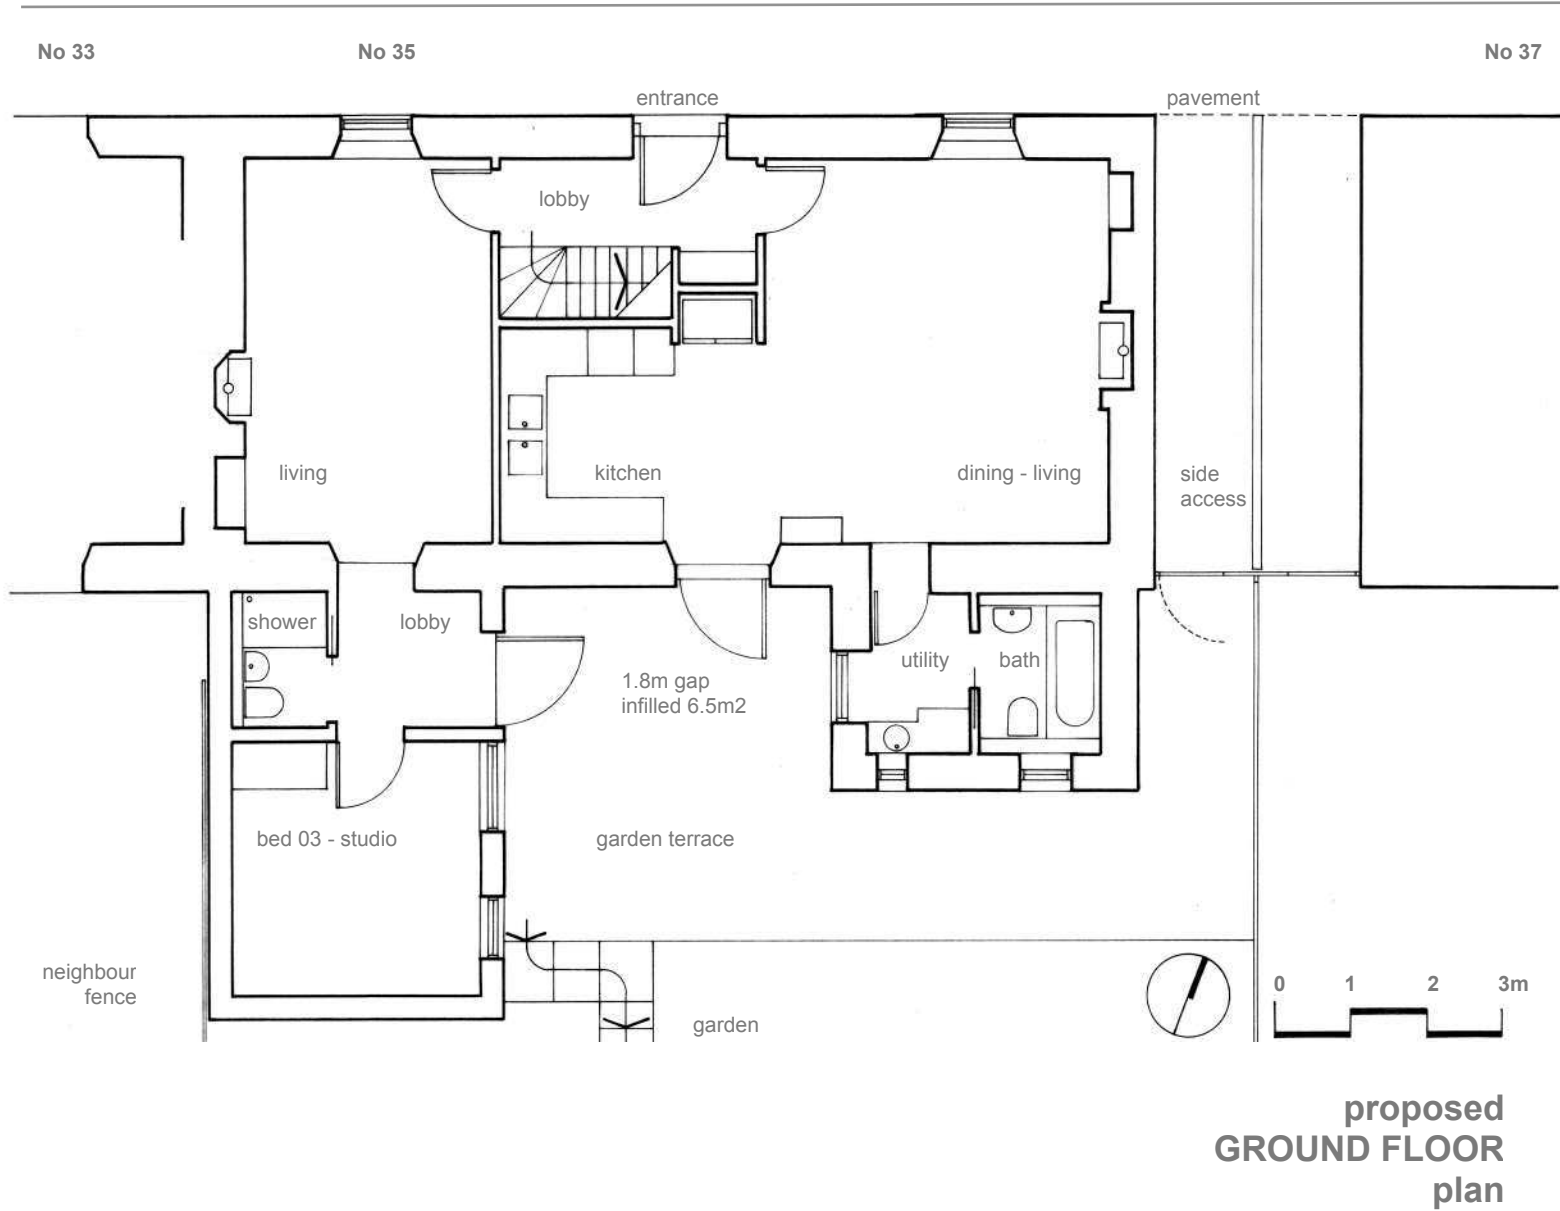 No 33
No 35
No 37
entrance
pavement
lobby
living
kitchen
dining - living
side
access
shower
lobby
1.8m gap
infilled 6.5m2
utility
bath
bed 03 - studio
garden terrace
neighbour
fence
garden
0 1 2 3m
proposed
GROUND FLOOR
plan